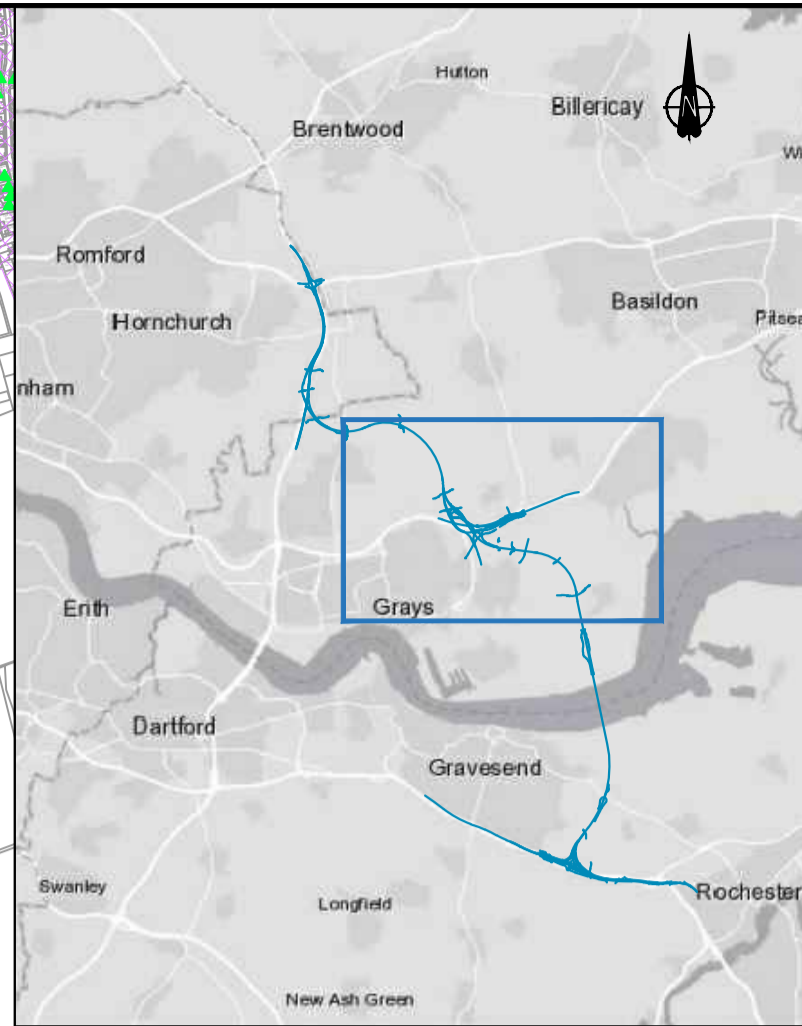 Hutton
Billericay
N
Brentwood
Romford
Basildon
Hornchurch
Pitsea
nham
Grays
Erith
Dartford
Gravesend
Swanley
Rochester
Longfield
New Ash Green